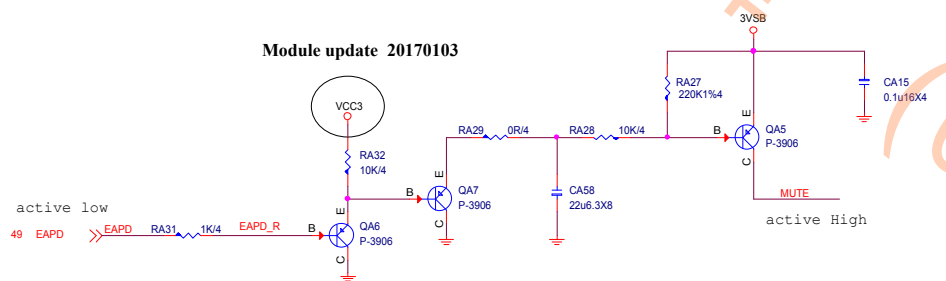 3VSB
Module update 20170103
VCC3
RA27
220K1%4
CA15
0.1u16X4
RA32
10K/4
RA29
0R/4
RA28
10K/4
B
E
QA5
P-3906
C
B
E
QA7
P-3906
C
CA58
22u6.3X8
MUTE
active High
active low
49 EAPD
EAPD
RA31
1K/4
EAPD_R
B
E
QA6
P-3906
C